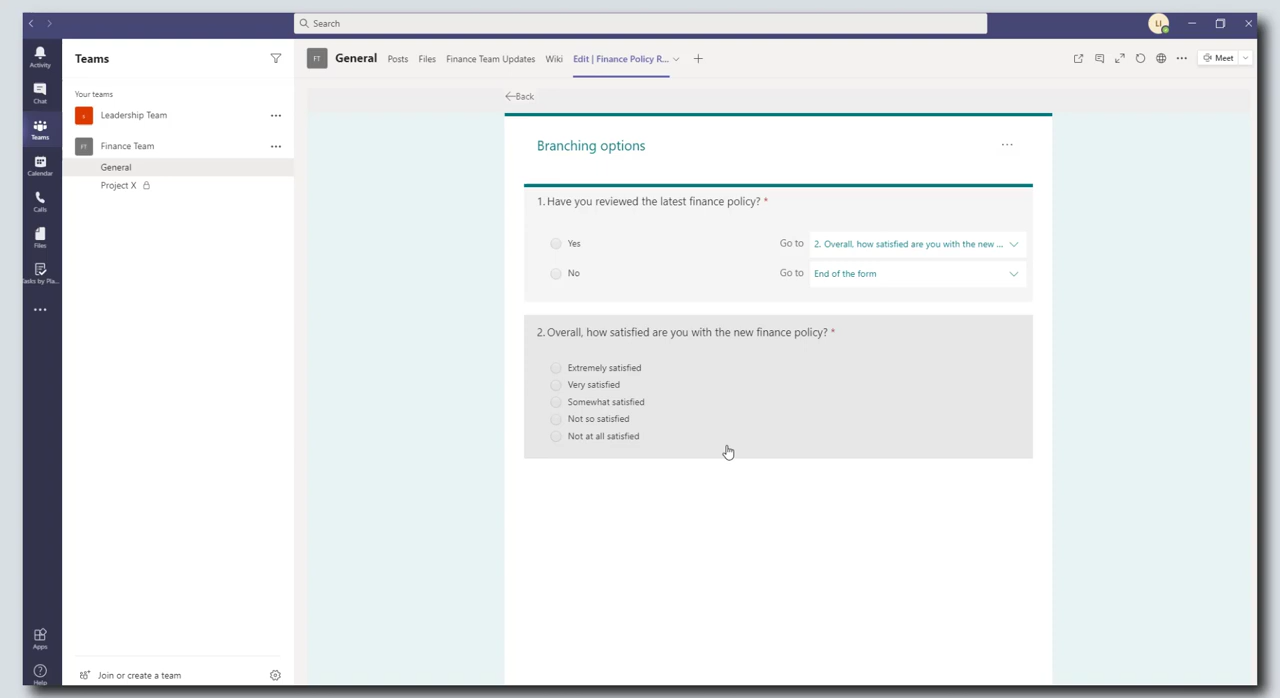 Search
LI
Activity
Chat
Teams
Calendar
Calls
Files
Tasks by Pla...
Apps
Help
Teams
Your teams
Leadership Team
FT Finance Team
General
Project X
Join or create a team
FT General Posts Files Finance Team Updates Wiki Edit | Finance Policy R...
Meet
Back
Branching options
1. Have you reviewed the latest finance policy? *
Yes Go to 2. Overall, how satisfied are you with the new ...
No Go to End of the form
2. Overall, how satisfied are you with the new finance policy? *
Extremely satisfied
Very satisfied
Somewhat satisfied
Not so satisfied
Not at all satisfied